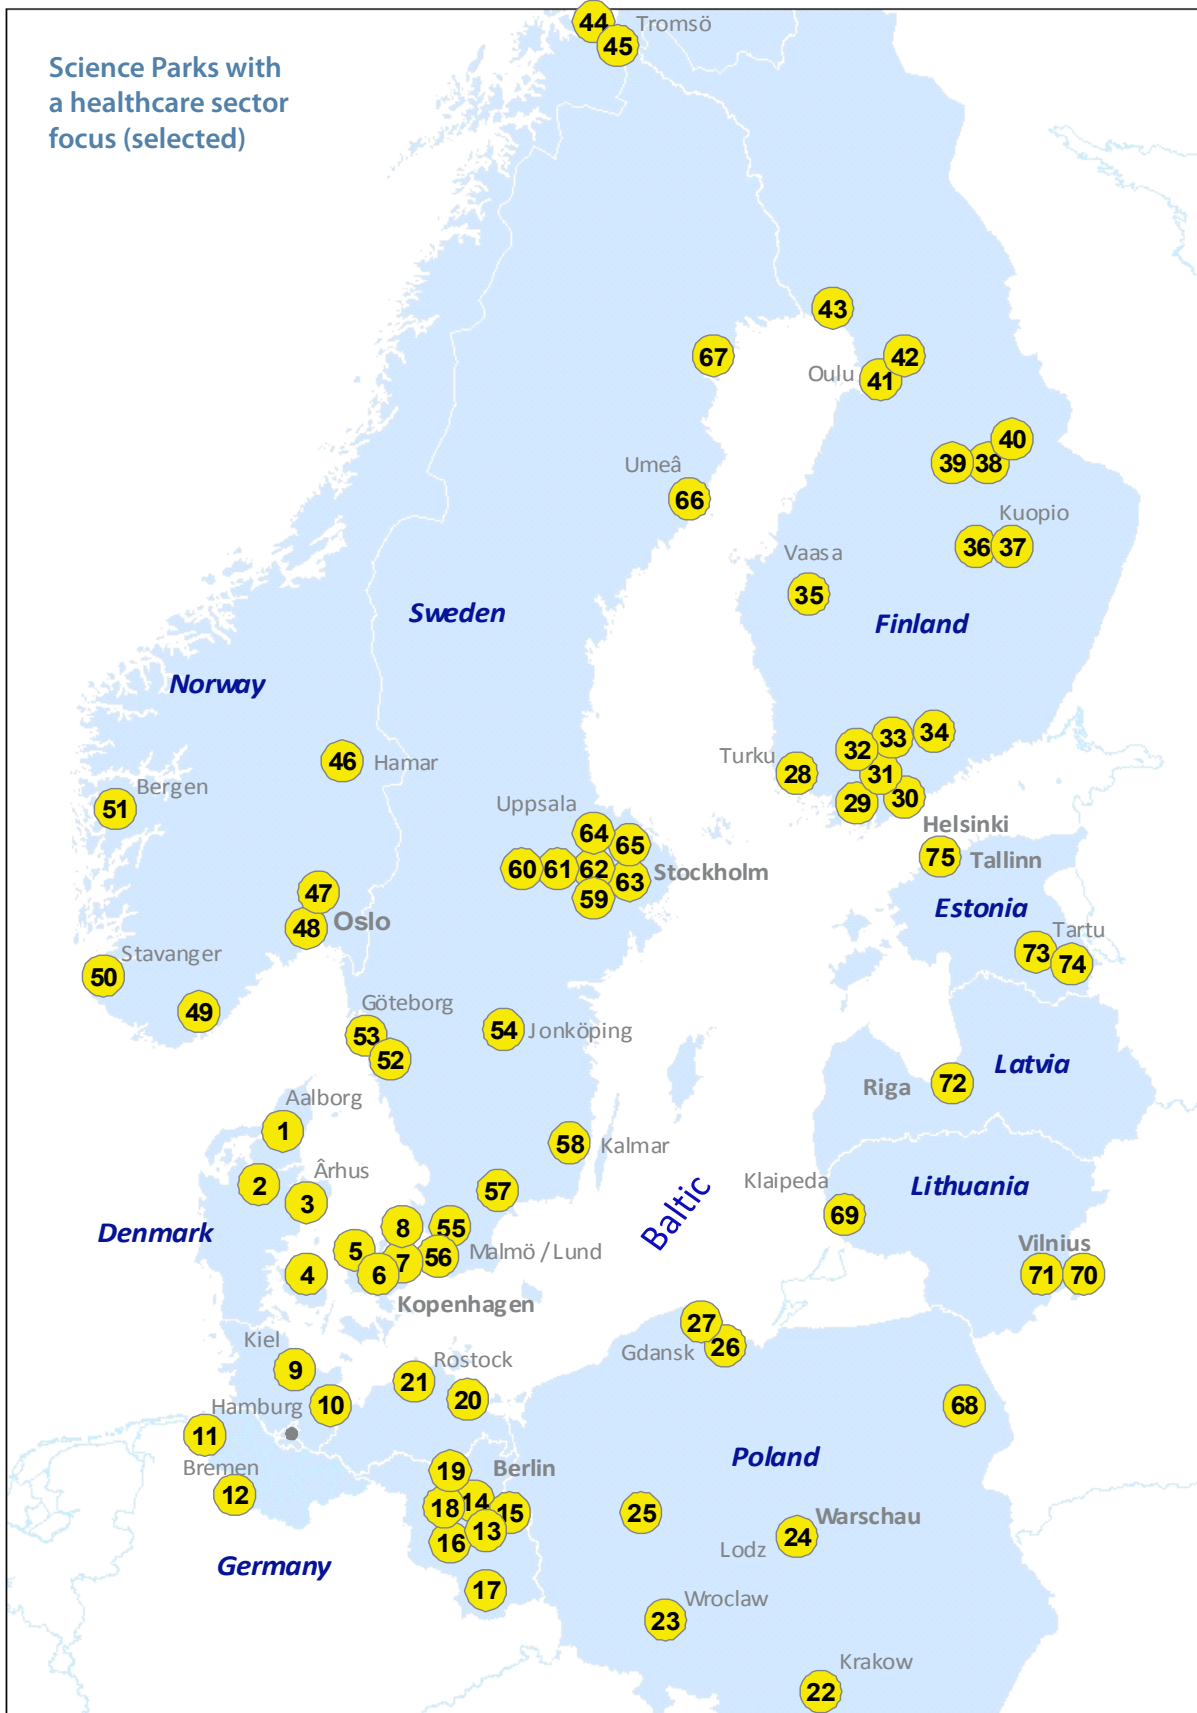 Science Parks with
a healthcare sector
focus (selected)
44
Tromsö
45
43
67
42
Oulu
41
40
39
38
Umeâ
66
Kuopio
36
37
Vaasa
35
Sweden
Finland
Norway
34
33
32
Turku
28
31
46
Hamar
30
29
Bergen
51
Uppsala
64
65
Helsinki
75
Tallinn
60
61
62
63
Stockholm
59
47
48
Oslo
Estonia
Tartu
73
74
Stavanger
50
49
Göteborg
53
52
54
Jonköping
Latvia
Riga
72
Aalborg
1
58
Kalmar
Ârhus
2
3
57
Klaipeda
69
Lithuania
Baltic
Denmark
8
55
5
7
56
Malmö / Lund
4
6
Kopenhagen
Vilnius
71
70
27
26
Gdansk
Kiel
9
Rostock
21
20
Hamburg
10
68
11
Bremen
12
Poland
19
Berlin
18
14
15
13
16
25
Warschau
24
Lodz
Germany
17
Wroclaw
23
Krakow
22